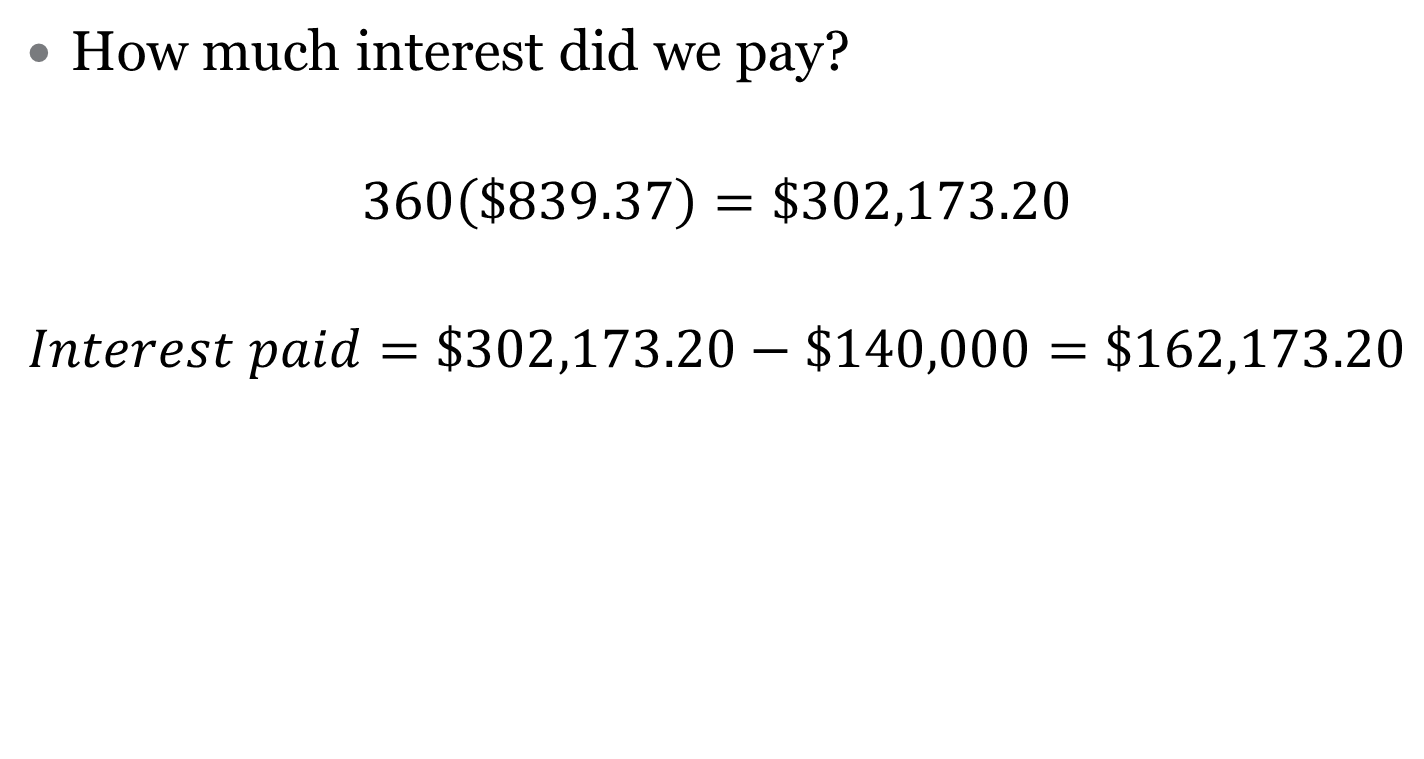 • How much interest did we pay?
360($839.37) = $302,173.20
Interest paid = $302,173.20 − $140,000 = $162,173.20